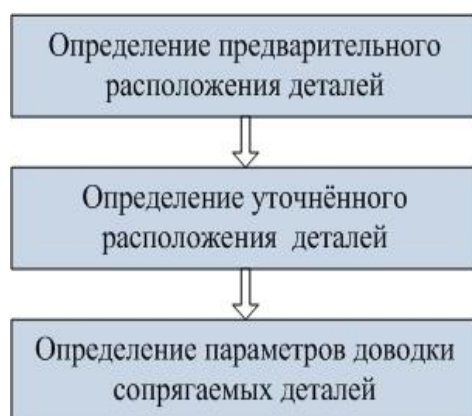 Определение предварительного
расположения деталей
Определение уточнённого
расположения деталей
Определение параметров доводки
сопрягаемых деталей